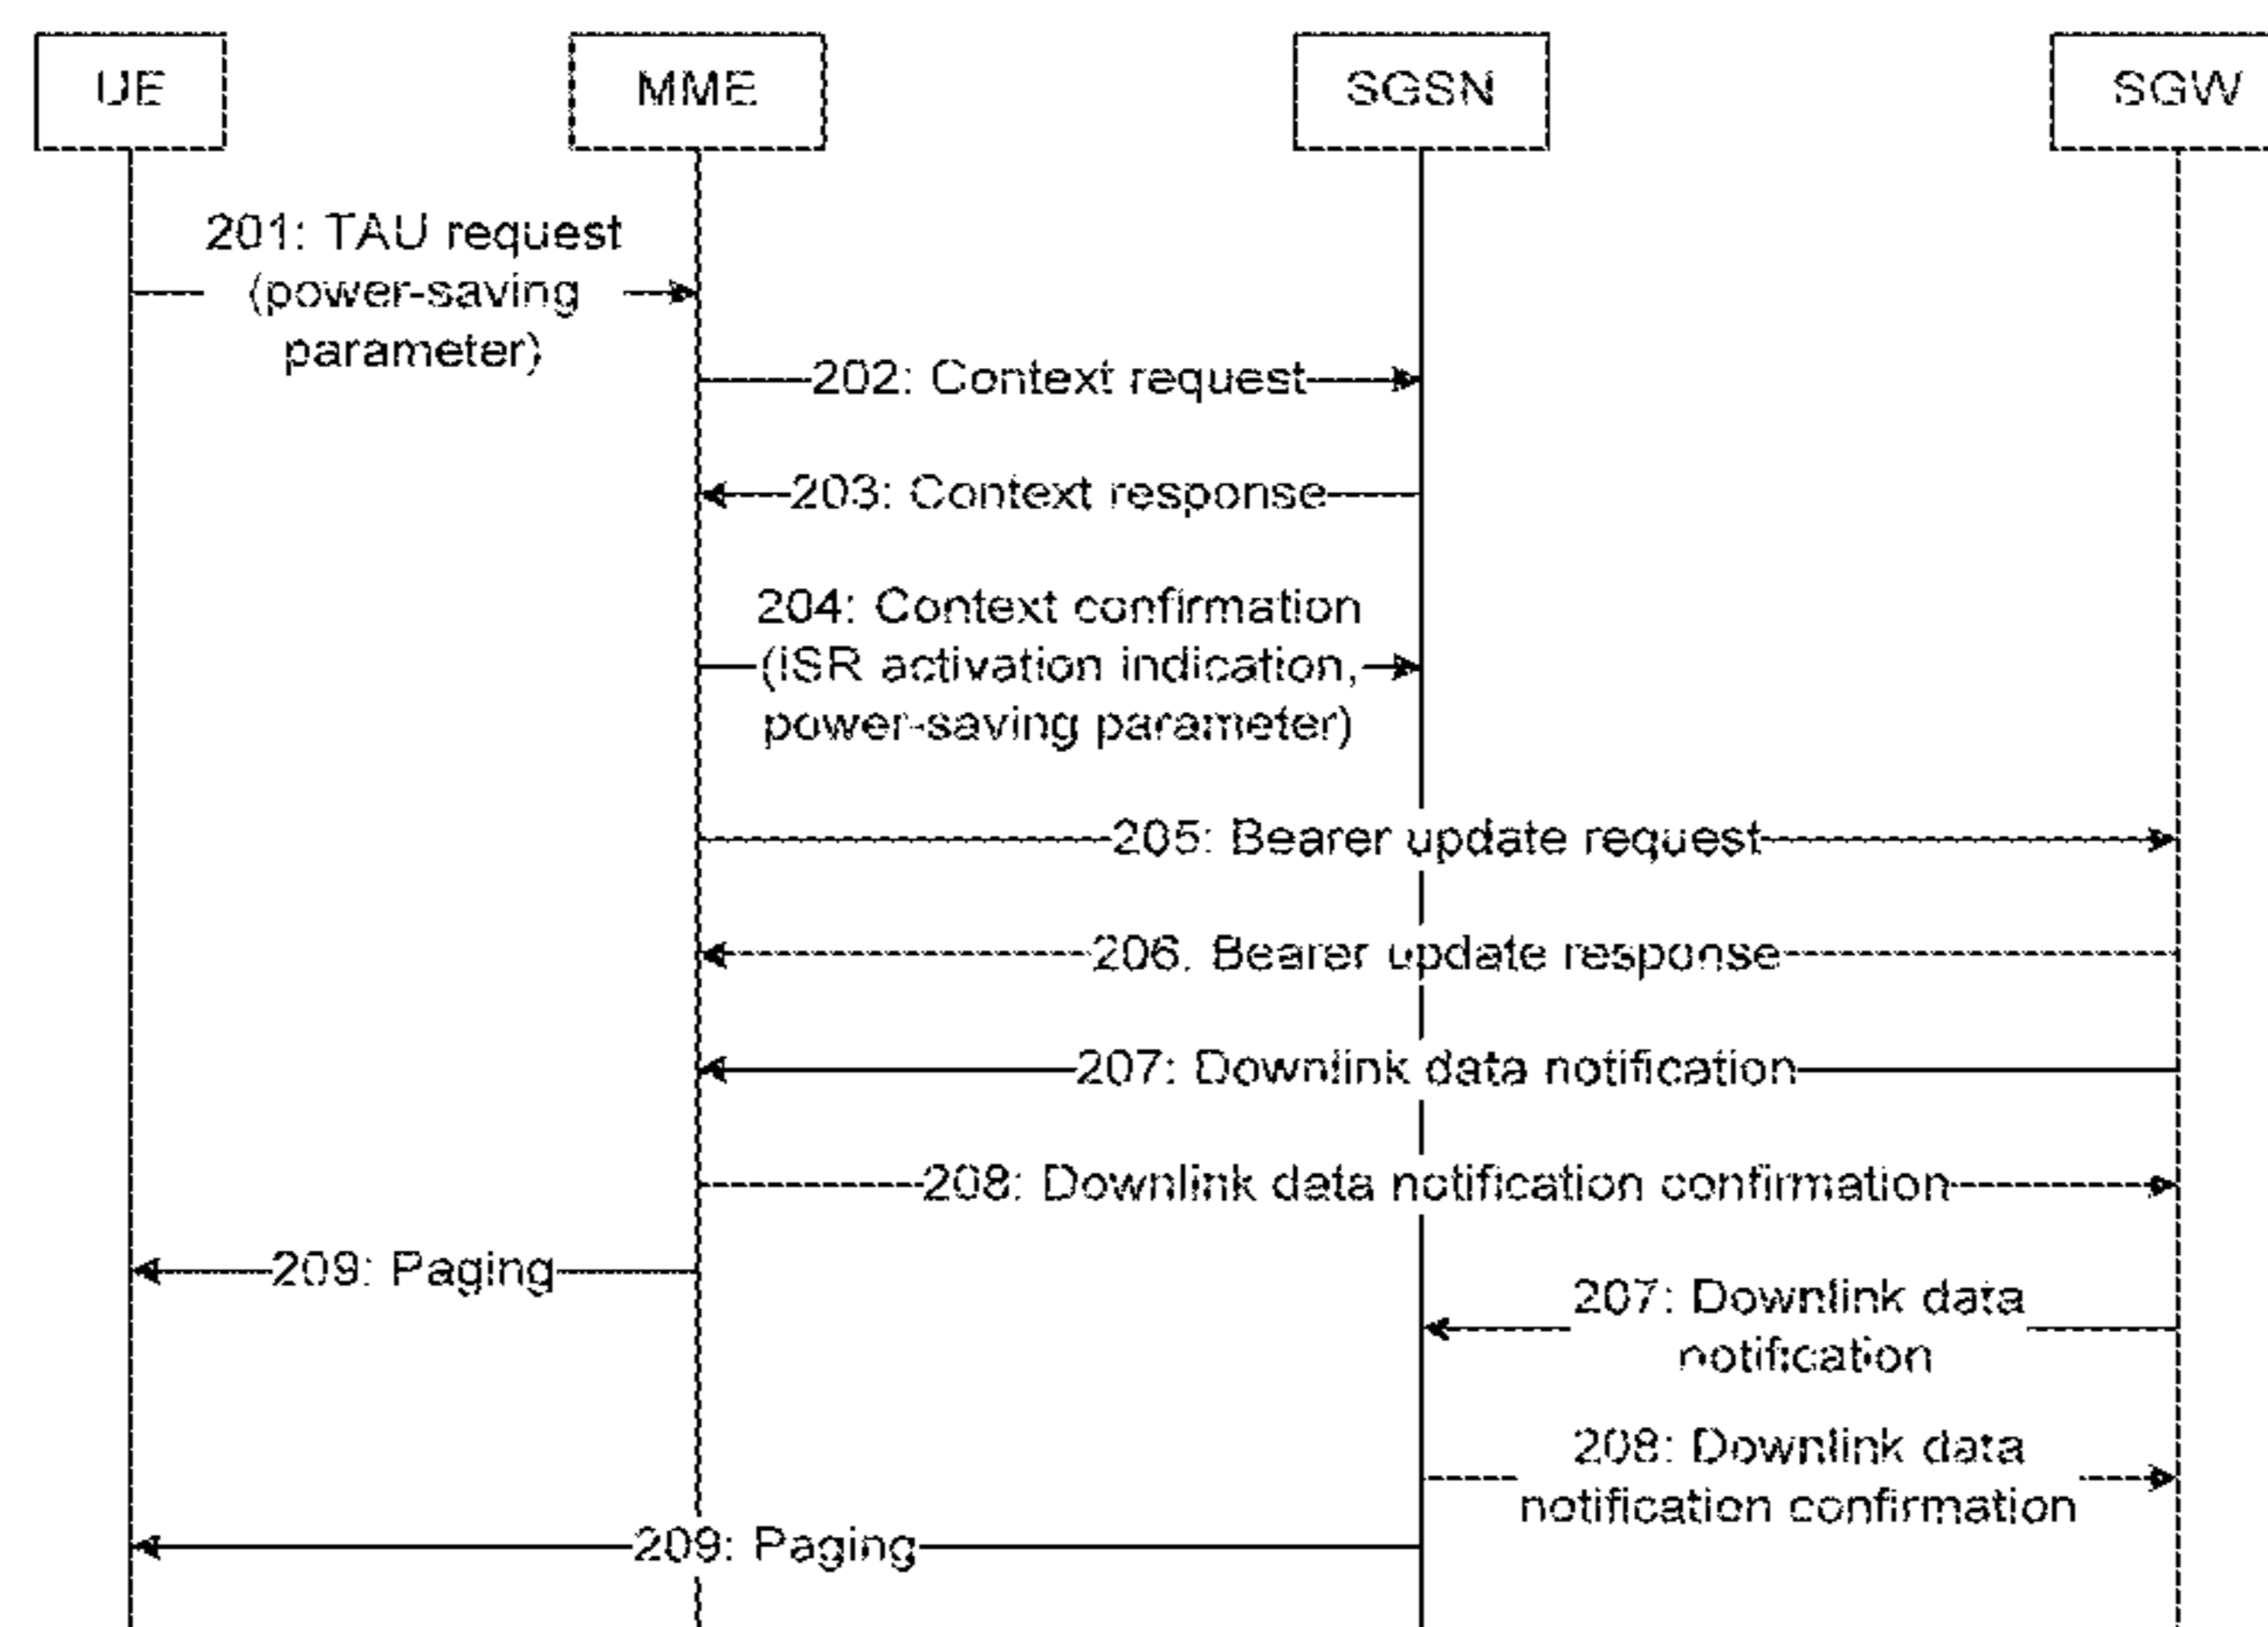 UE
MME
SGSN
SGW
201: TAU request
(power-saving
parameter)
202: Context request
203: Context response
204: Context confirmation
(ISR activation indication,
power-saving parameter)
205: Bearer update request
206. Bearer update response
207: Downlink data notification
208: Downlink data notification confirmation
209: Paging
207: Downlink data
notification
208: Downlink data
notification confirmation
209: Paging